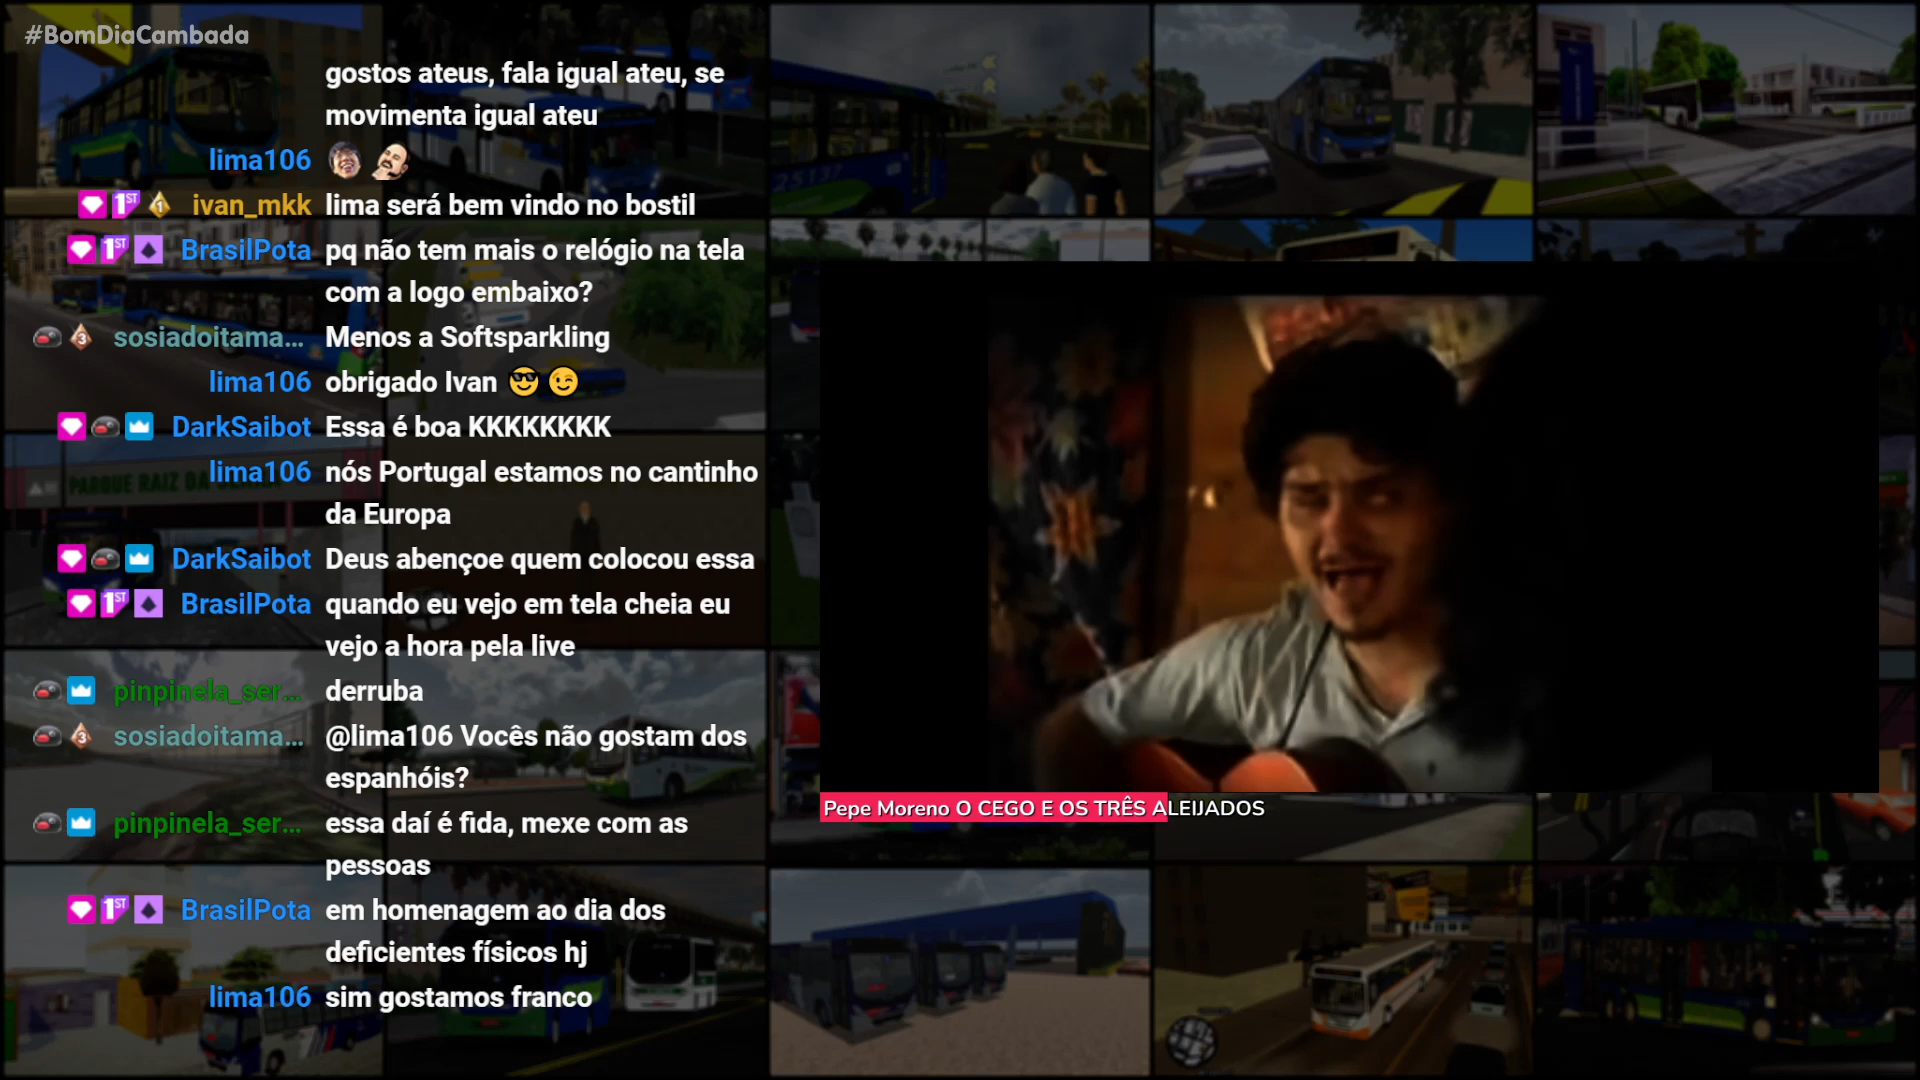 #BomDiaCambada
gostos ateus, fala igual ateu, se
movimenta igual ateu
lima106
ivan_mkk lima será bem vindo no bostil
BrasilPota pq não tem mais o relógio na tela
com a logo embaixo?
sosiadoitama... Menos a Softsparkling
lima106 obrigado Ivan
DarkSaibot Essa é boa KKKKKKKK
lima106 nós Portugal estamos no cantinho
da Europa
DarkSaibot Deus abençoe quem colocou essa
BrasilPota quando eu vejo em tela cheia eu
vejo a hora pela live
pinpinela_ser... derruba
sosiadoitama... @lima106 Vocês não gostam dos
espanhóis?
pinpinela_ser... essa daí é fida, mexe com as
pessoas
BrasilPota em homenagem ao dia dos
deficientes físicos hj
lima106 sim gostamos franco
Pepe Moreno O CEGO E OS TRÊS ALEIJADOS
25137